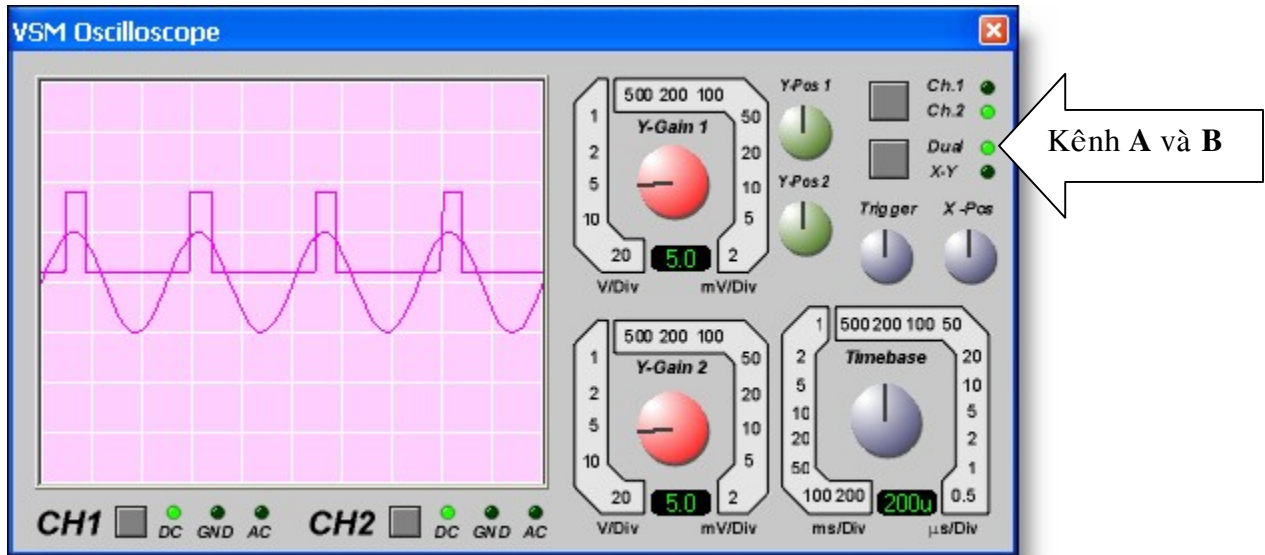 VSM Oscilloscope
500 200 100
1
2
5
10
20
Y-Gain 1
50
20
10
5
2
5.0
V/Div
mV/Div
Y-Pos 1
Y-Pos 2
Ch.1
Ch.2
Dual
X-Y
Trigger
X -Pos
Kênh A và B
500 200 100
1
2
5
10
20
Y-Gain 2
50
20
10
5
2
5.0
V/Div
mV/Div
1
500 200 100 50
2
5
10
20
50
100 200
Timebase
20
10
5
2
1
0.5
200u
ms/Div
µs/Div
CH1
DC
GND
AC
CH2
DC
GND
AC